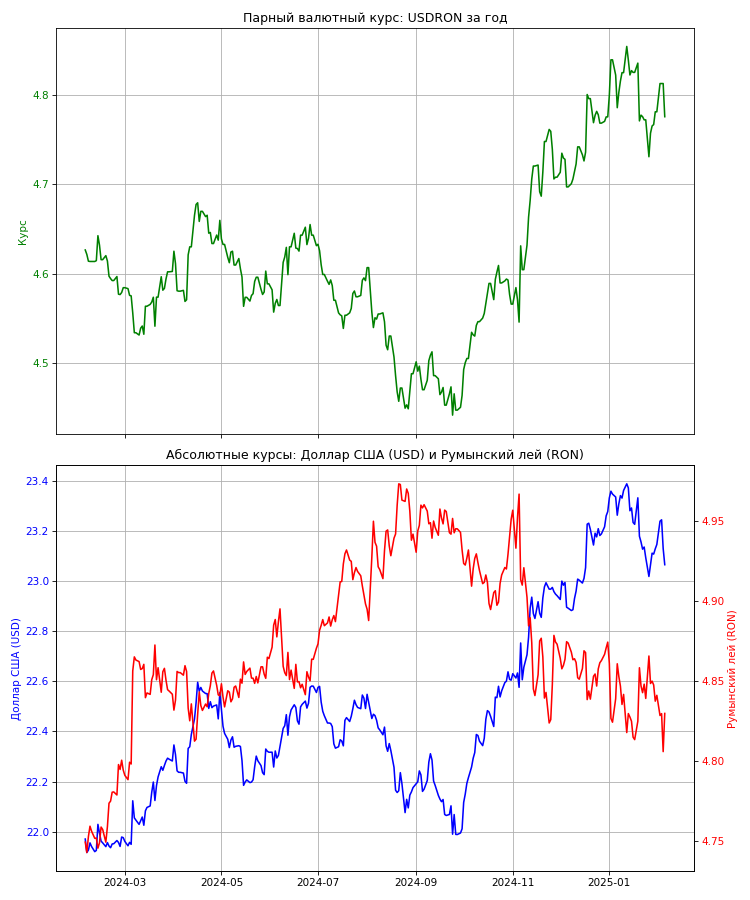 Парный валютный курс: USDRON за год
Курс
4.8
4.7
4.6
4.5
Абсолютные курсы: Доллар США (USD) и Румынский лей (RON)
Доллар США (USD)
23.4
23.2
23.0
22.8
22.6
22.4
22.2
22.0
4.95
4.90
4.85
4.80
4.75
Румынский лей (RON)
2024-03 2024-05 2024-07 2024-09 2024-11 2025-01